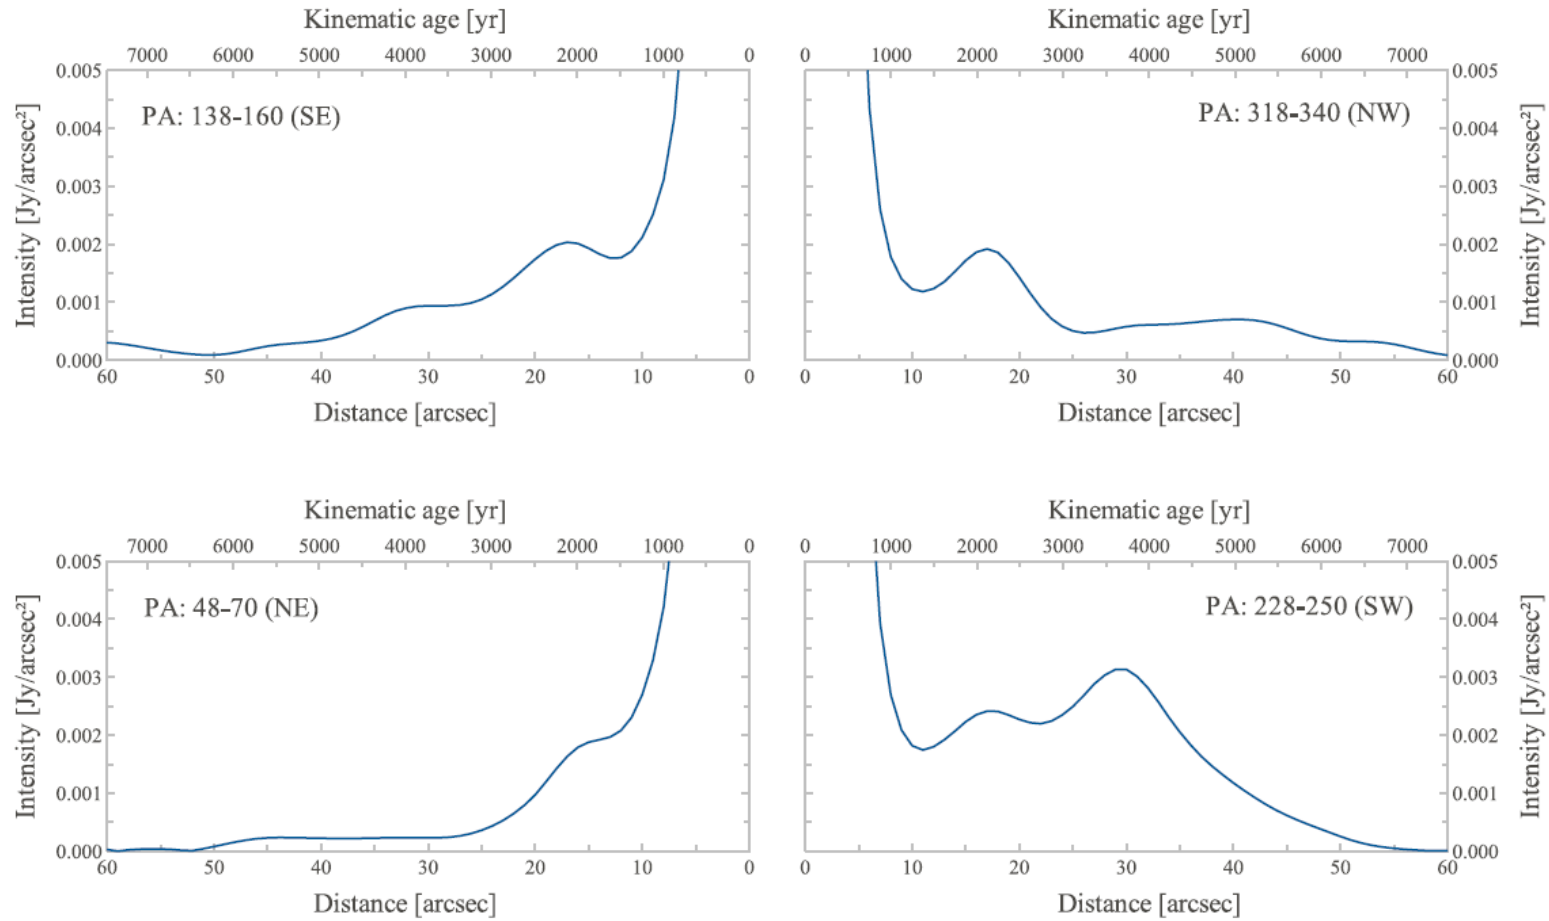 Kinematic age [yr]
7000 6000 5000 4000 3000 2000 1000 0
0.005
0.004
0.003
0.002
0.001
0.000
Intensity [Jy/arcsec²]
PA: 138-160 (SE)
60 50 40 30 20 10 0
Distance [arcsec]
Kinematic age [yr]
0 1000 2000 3000 4000 5000 6000 7000
0.005
0.004
0.003
0.002
0.001
0.000
Intensity [Jy/arcsec²]
PA: 318-340 (NW)
0 10 20 30 40 50 60
Distance [arcsec]
Kinematic age [yr]
7000 6000 5000 4000 3000 2000 1000 0
0.005
0.004
0.003
0.002
0.001
0.000
Intensity [Jy/arcsec²]
PA: 48-70 (NE)
60 50 40 30 20 10 0
Distance [arcsec]
Kinematic age [yr]
0 1000 2000 3000 4000 5000 6000 7000
0.005
0.004
0.003
0.002
0.001
0.000
Intensity [Jy/arcsec²]
PA: 228-250 (SW)
0 10 20 30 40 50 60
Distance [arcsec]